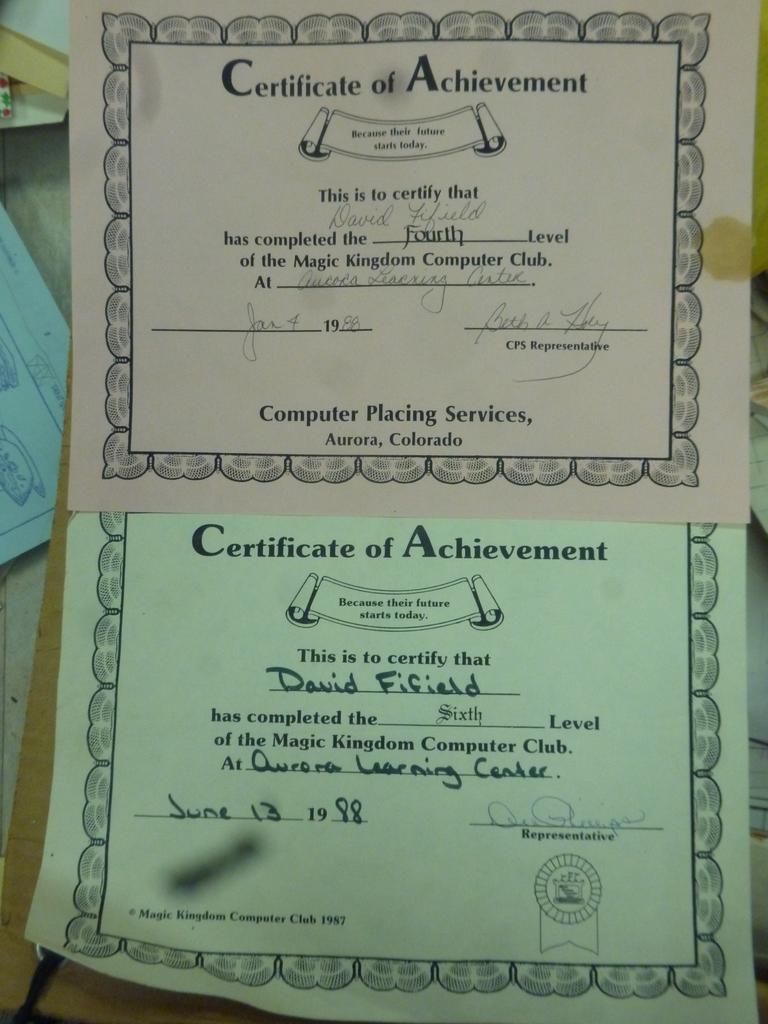 Certificate of Achievement
Because their future
starts today.
This is to certify that
David Fifield
has completed the Fourth Level
of the Magic Kingdom Computer Club.
At Aurora Learning Center.
Jan 4 1988
Beth A
CPS Representative
Computer Placing Services,
Aurora, Colorado
Certificate of Achievement
Because their future
starts today.
This is to certify that
David Fifield
has completed the Sixth Level
of the Magic Kingdom Computer Club.
At Aurora Learning Center.
June 13 1988
Representative
© Magic Kingdom Computer Club 1987